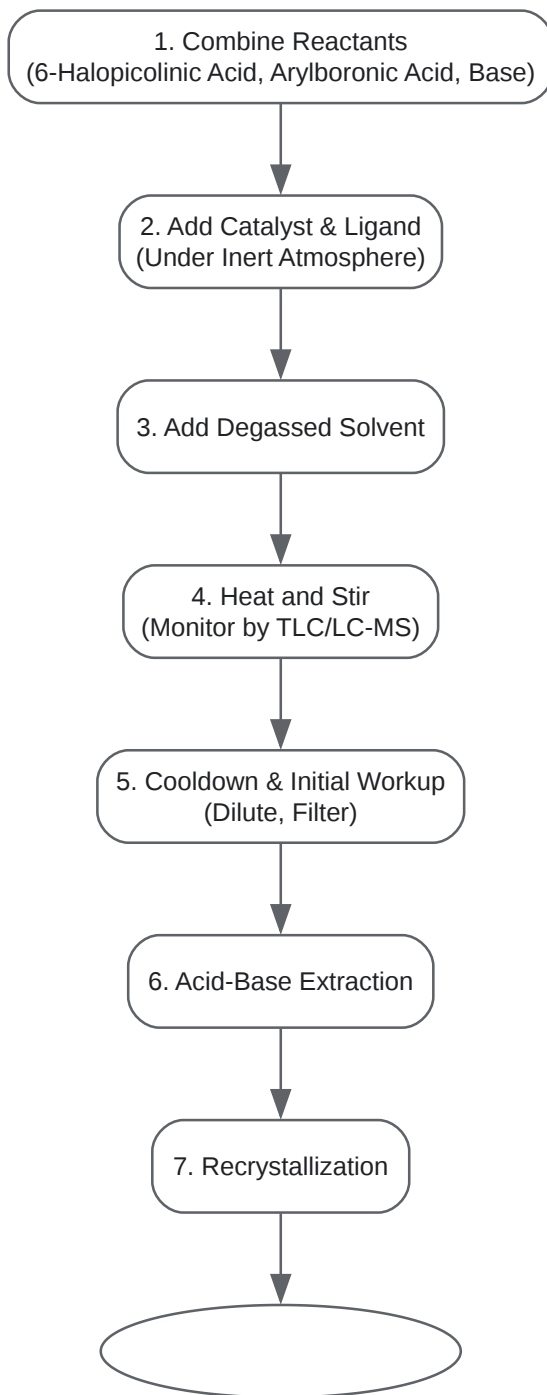 1. Combine Reactants
(6-Halopicolinic Acid, Arylboronic Acid, Base)
2. Add Catalyst & Ligand
(Under Inert Atmosphere)
3. Add Degassed Solvent
4. Heat and Stir
(Monitor by TLC/LC-MS)
5. Cooldown & Initial Workup
(Dilute, Filter)
6. Acid-Base Extraction
7. Recrystallization